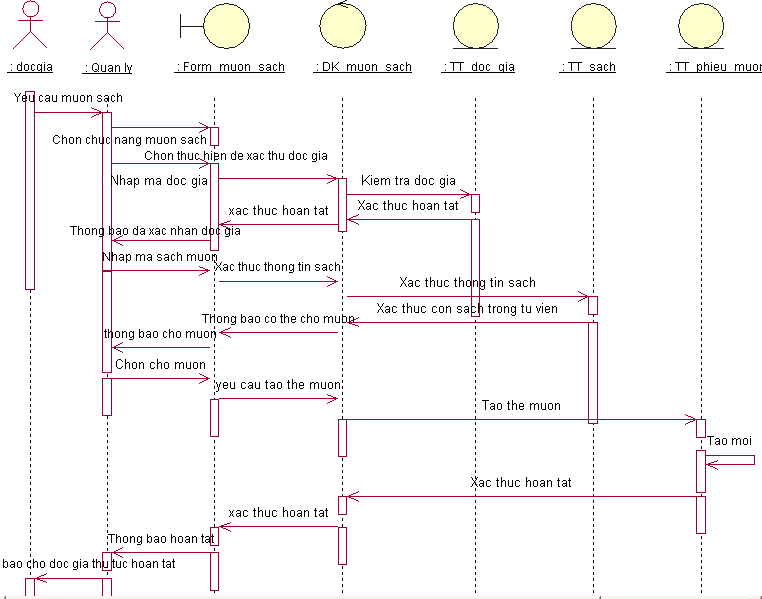 : docgia
: Quan ly
: Form_muon_sach
: DK_muon_sach
: TT_doc_gia
: TT_sach
: TT_phieu_muon
Yeu cau muon sach
Chon chuc nang muon sach
Chon thuc hien de xac thu doc gia
Nhap ma doc gia
Kiem tra doc gia
Xac thuc hoan tat
xac thuc hoan tat
Thong bao da xac nhan doc gia
Nhap ma sach muon
Xac thuc thong tin sach
Xac thuc thong tin sach
Xac thuc con sach trong tu vien
Thong bao co the cho muon
thong bao cho muon
Chon cho muon
yeu cau tao the muon
Tao the muon
Tao moi
Xac thuc hoan tat
xac thuc hoan tat
Thong bao hoan tat
bao cho doc gia thu tuc hoan tat